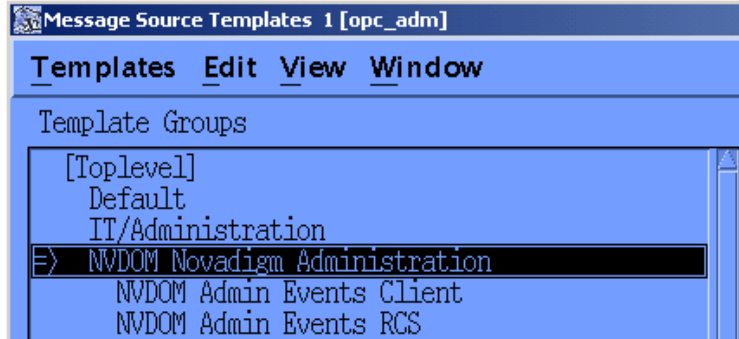 Message Source Templates 1 [opc_adm]
Templates Edit View Window
Template Groups
[Toplevel]
Default
IT/Administration
=> NVDOM Novadigm Administration
NVDOM Admin Events Client
NVDOM Admin Events RCS